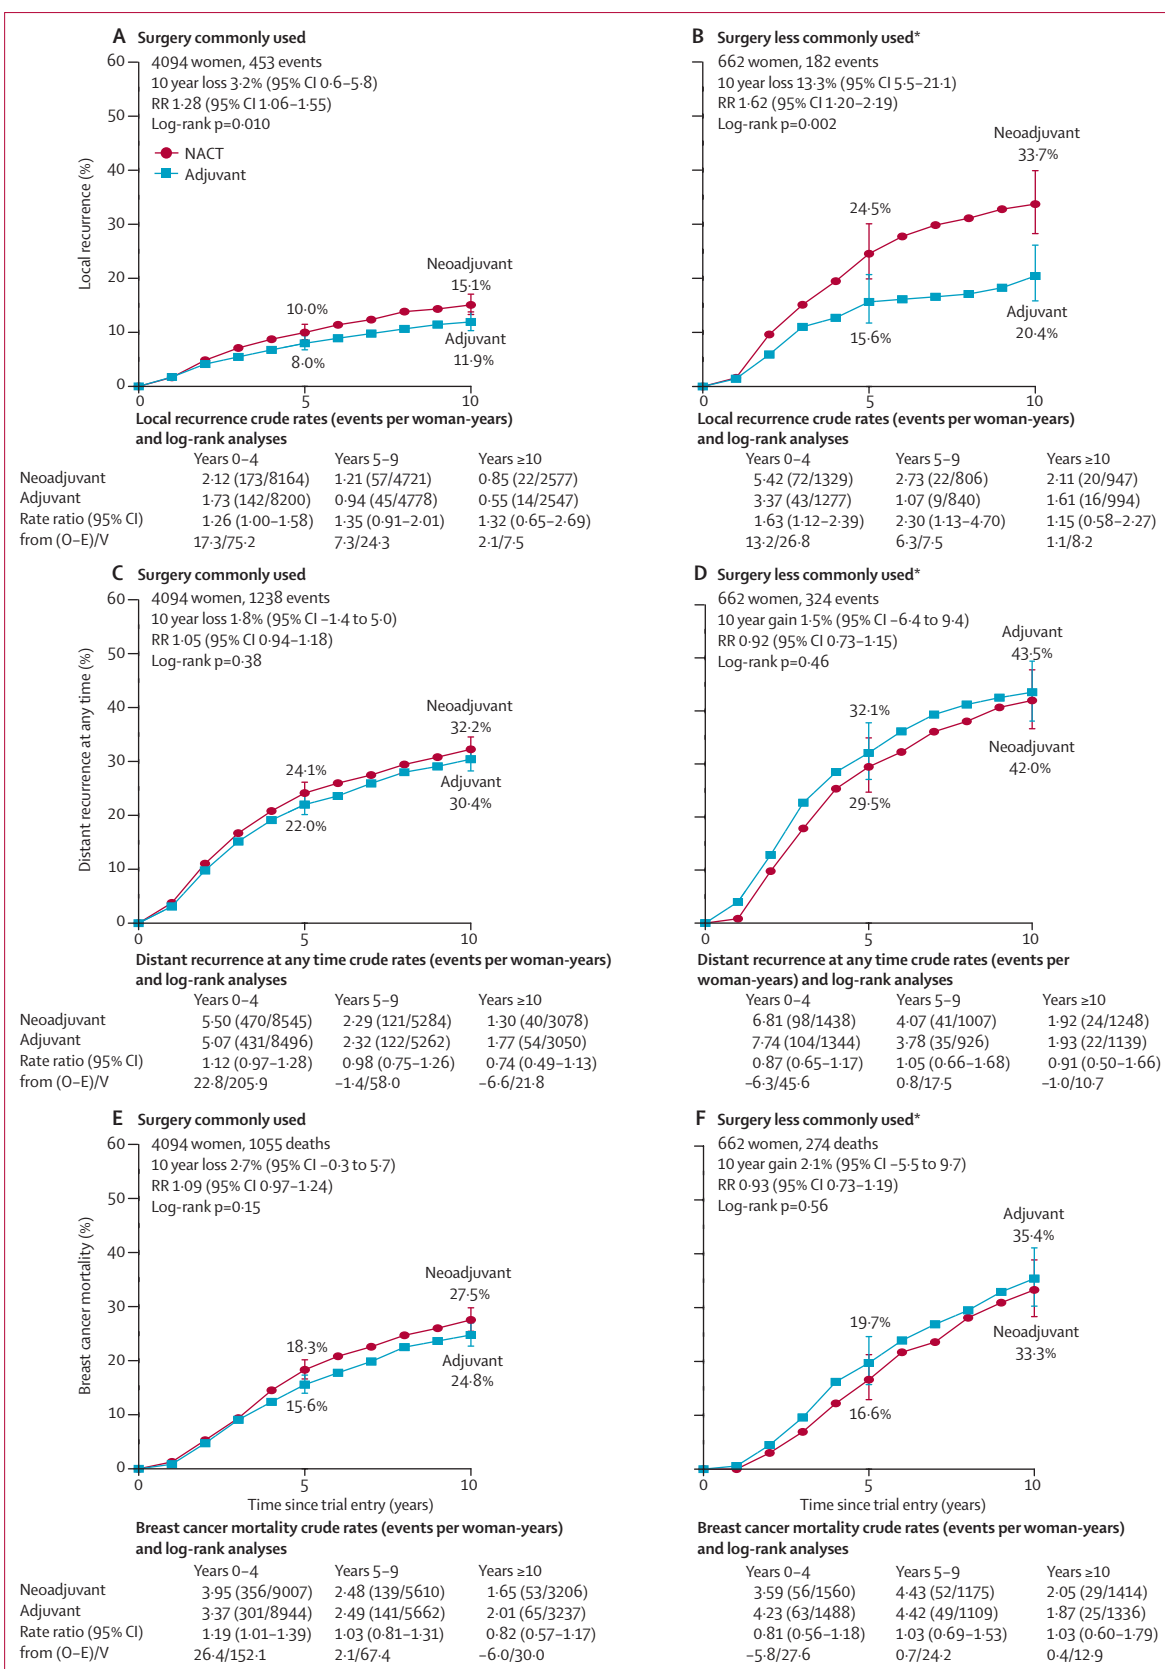 A Surgery commonly used
4094 women, 453 events
10 year loss 3·2% (95% CI 0·6–5·8)
RR 1·28 (95% CI 1·06–1·55)
Log-rank p=0·010
NACT
Adjuvant
Local recurrence (%)
60
50
40
30
20
10
0
Neoadjuvant
15·1%
10·0%
8·0%
Adjuvant
11·9%
0 5 10
Local recurrence crude rates (events per woman-years)
and log-rank analyses
Years 0–4 Years 5–9 Years ≥10
Neoadjuvant 2·12 (173/8164) 1·21 (57/4721) 0·85 (22/2577)
Adjuvant 1·73 (142/8200) 0·94 (45/4778) 0·55 (14/2547)
Rate ratio (95% CI) 1·26 (1·00–1·58) 1·35 (0·91–2·01) 1·32 (0·65–2·69)
from (O–E)/V 17·3/75·2 7·3/24·3 2·1/7·5
B Surgery less commonly used*
662 women, 182 events
10 year loss 13·3% (95% CI 5·5–21·1)
RR 1·62 (95% CI 1·20–2·19)
Log-rank p=0·002
Neoadjuvant
33·7%
24·5%
15·6%
Adjuvant
20·4%
0 5 10
Local recurrence crude rates (events per woman-years)
and log-rank analyses
Years 0–4 Years 5–9 Years ≥10
5·42 (72/1329) 2·73 (22/806) 2·11 (20/947)
3·37 (43/1277) 1·07 (9/840) 1·61 (16/994)
1·63 (1·12–2·39) 2·30 (1·13–4·70) 1·15 (0·58–2·27)
13·2/26·8 6·3/7·5 1·1/8·2
C Surgery commonly used
4094 women, 1238 events
10 year loss 1·8% (95% CI –1·4 to 5·0)
RR 1·05 (95% CI 0·94–1·18)
Log-rank p=0·38
Distant recurrence at any time (%)
60
50
40
30
20
10
0
Neoadjuvant
32·2%
24·1%
22·0%
Adjuvant
30·4%
0 5 10
Distant recurrence at any time crude rates (events per woman-years)
and log-rank analyses
Years 0–4 Years 5–9 Years ≥10
Neoadjuvant 5·50 (470/8545) 2·29 (121/5284) 1·30 (40/3078)
Adjuvant 5·07 (431/8496) 2·32 (122/5262) 1·77 (54/3050)
Rate ratio (95% CI) 1·12 (0·97–1·28) 0·98 (0·75–1·26) 0·74 (0·49–1·13)
from (O–E)/V 22·8/205·9 –1·4/58·0 –6·6/21·8
D Surgery less commonly used*
662 women, 324 events
10 year gain 1·5% (95% CI –6·4 to 9·4)
RR 0·92 (95% CI 0·73–1·15)
Log-rank p=0·46
Adjuvant
43·5%
32·1%
29·5%
Neoadjuvant
42·0%
0 5 10
Distant recurrence at any time crude rates (events per
woman-years) and log-rank analyses
Years 0–4 Years 5–9 Years ≥10
6·81 (98/1438) 4·07 (41/1007) 1·92 (24/1248)
7·74 (104/1344) 3·78 (35/926) 1·93 (22/1139)
0·87 (0·65–1·17) 1·05 (0·66–1·68) 0·91 (0·50–1·66)
–6·3/45·6 0·8/17·5 –1·0/10·7
E Surgery commonly used
4094 women, 1055 deaths
10 year loss 2·7% (95% CI –0·3 to 5·7)
RR 1·09 (95% CI 0·97–1·24)
Log-rank p=0·15
Breast cancer mortality (%)
60
50
40
30
20
10
0
Neoadjuvant
27·5%
18·3%
15·6%
Adjuvant
24·8%
0 5 10
Time since trial entry (years)
Breast cancer mortality crude rates (events per woman-years)
and log-rank analyses
Years 0–4 Years 5–9 Years ≥10
Neoadjuvant 3·95 (356/9007) 2·48 (139/5610) 1·65 (53/3206)
Adjuvant 3·37 (301/8944) 2·49 (141/5662) 2·01 (65/3237)
Rate ratio (95% CI) 1·19 (1·01–1·39) 1·03 (0·81–1·31) 0·82 (0·57–1·17)
from (O–E)/V 26·4/152·1 2·1/67·4 –6·0/30·0
F Surgery less commonly used*
662 women, 274 deaths
10 year gain 2·1% (95% CI –5·5 to 9·7)
RR 0·93 (95% CI 0·73–1·19)
Log-rank p=0·56
Adjuvant
35·4%
19·7%
16·6%
Neoadjuvant
33·3%
0 5 10
Time since trial entry (years)
Breast cancer mortality crude rates (events per woman-years)
and log-rank analyses
Years 0–4 Years 5–9 Years ≥10
3·59 (56/1560) 4·43 (52/1175) 2·05 (29/1414)
4·23 (63/1488) 4·42 (49/1109) 1·87 (25/1336)
0·81 (0·56–1·18) 1·03 (0·69–1·53) 1·03 (0·60–1·79)
–5·8/27·6 0·7/24·2 0·4/12·9